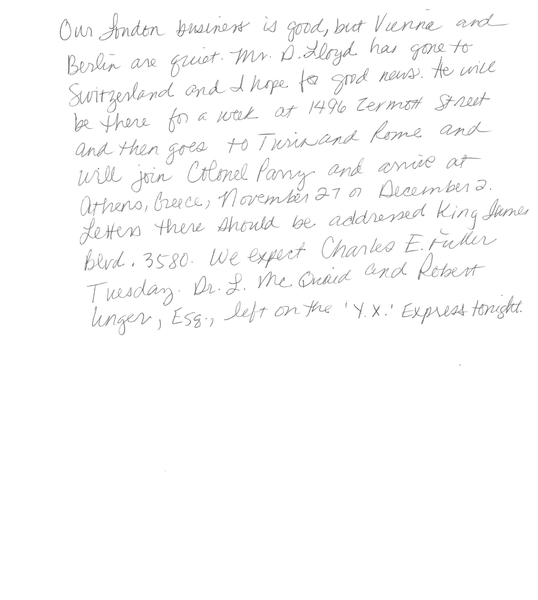 Our London business is good, but Vienna and
Berlin are quiet. Mr. D. Lloyd has gone to
Switzerland and I hope for good news. He will
be there for a week at 1496 Zermott Street
and then goes to Turin and Rome and
will join Colonel Parry and arrive at
Athens, Greece, November 27 or December 2.
Letters there should be addressed King James
Blvd. 3580. We expect Charles E. Fuller
Tuesday. Dr. L. McQuaid and Robert
Unger, Esq., left on the 'Y.X.' Express tonight.